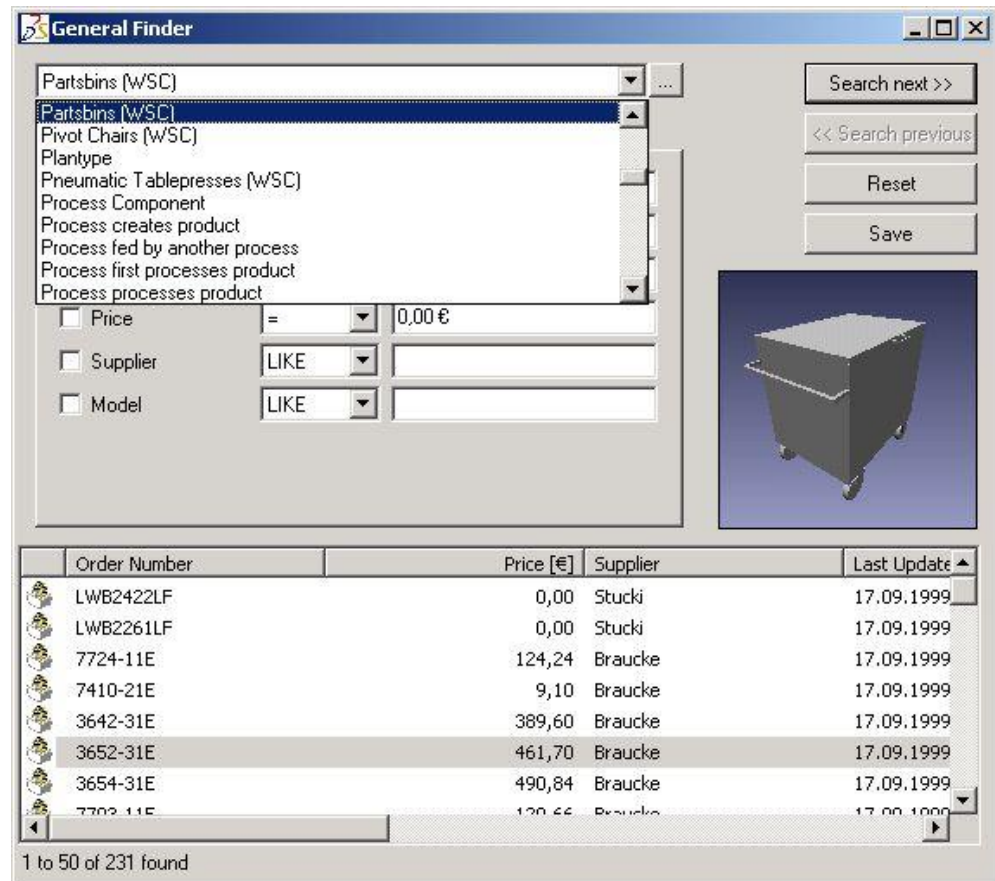 General Finder
Partsbins (WSC)
...
Search next >>
Partsbins (WSC)
Pivot Chairs (WSC)
Plantype
Pneumatic Tablepresses (WSC)
Process Component
Process creates product
Process fed by another process
Process first processes product
Process processes product
<< Search previous
Reset
Save
Price = 0,00 €
Supplier LIKE
Model LIKE
Order Number Price [€] Supplier Last Update
LWB2422LF 0,00 Stucki 17.09.1999
LWB2261LF 0,00 Stucki 17.09.1999
7724-11E 124,24 Braucke 17.09.1999
7410-21E 9,10 Braucke 17.09.1999
3642-31E 389,60 Braucke 17.09.1999
3652-31E 461,70 Braucke 17.09.1999
3654-31E 490,84 Braucke 17.09.1999
Braucke
1 to 50 of 231 found